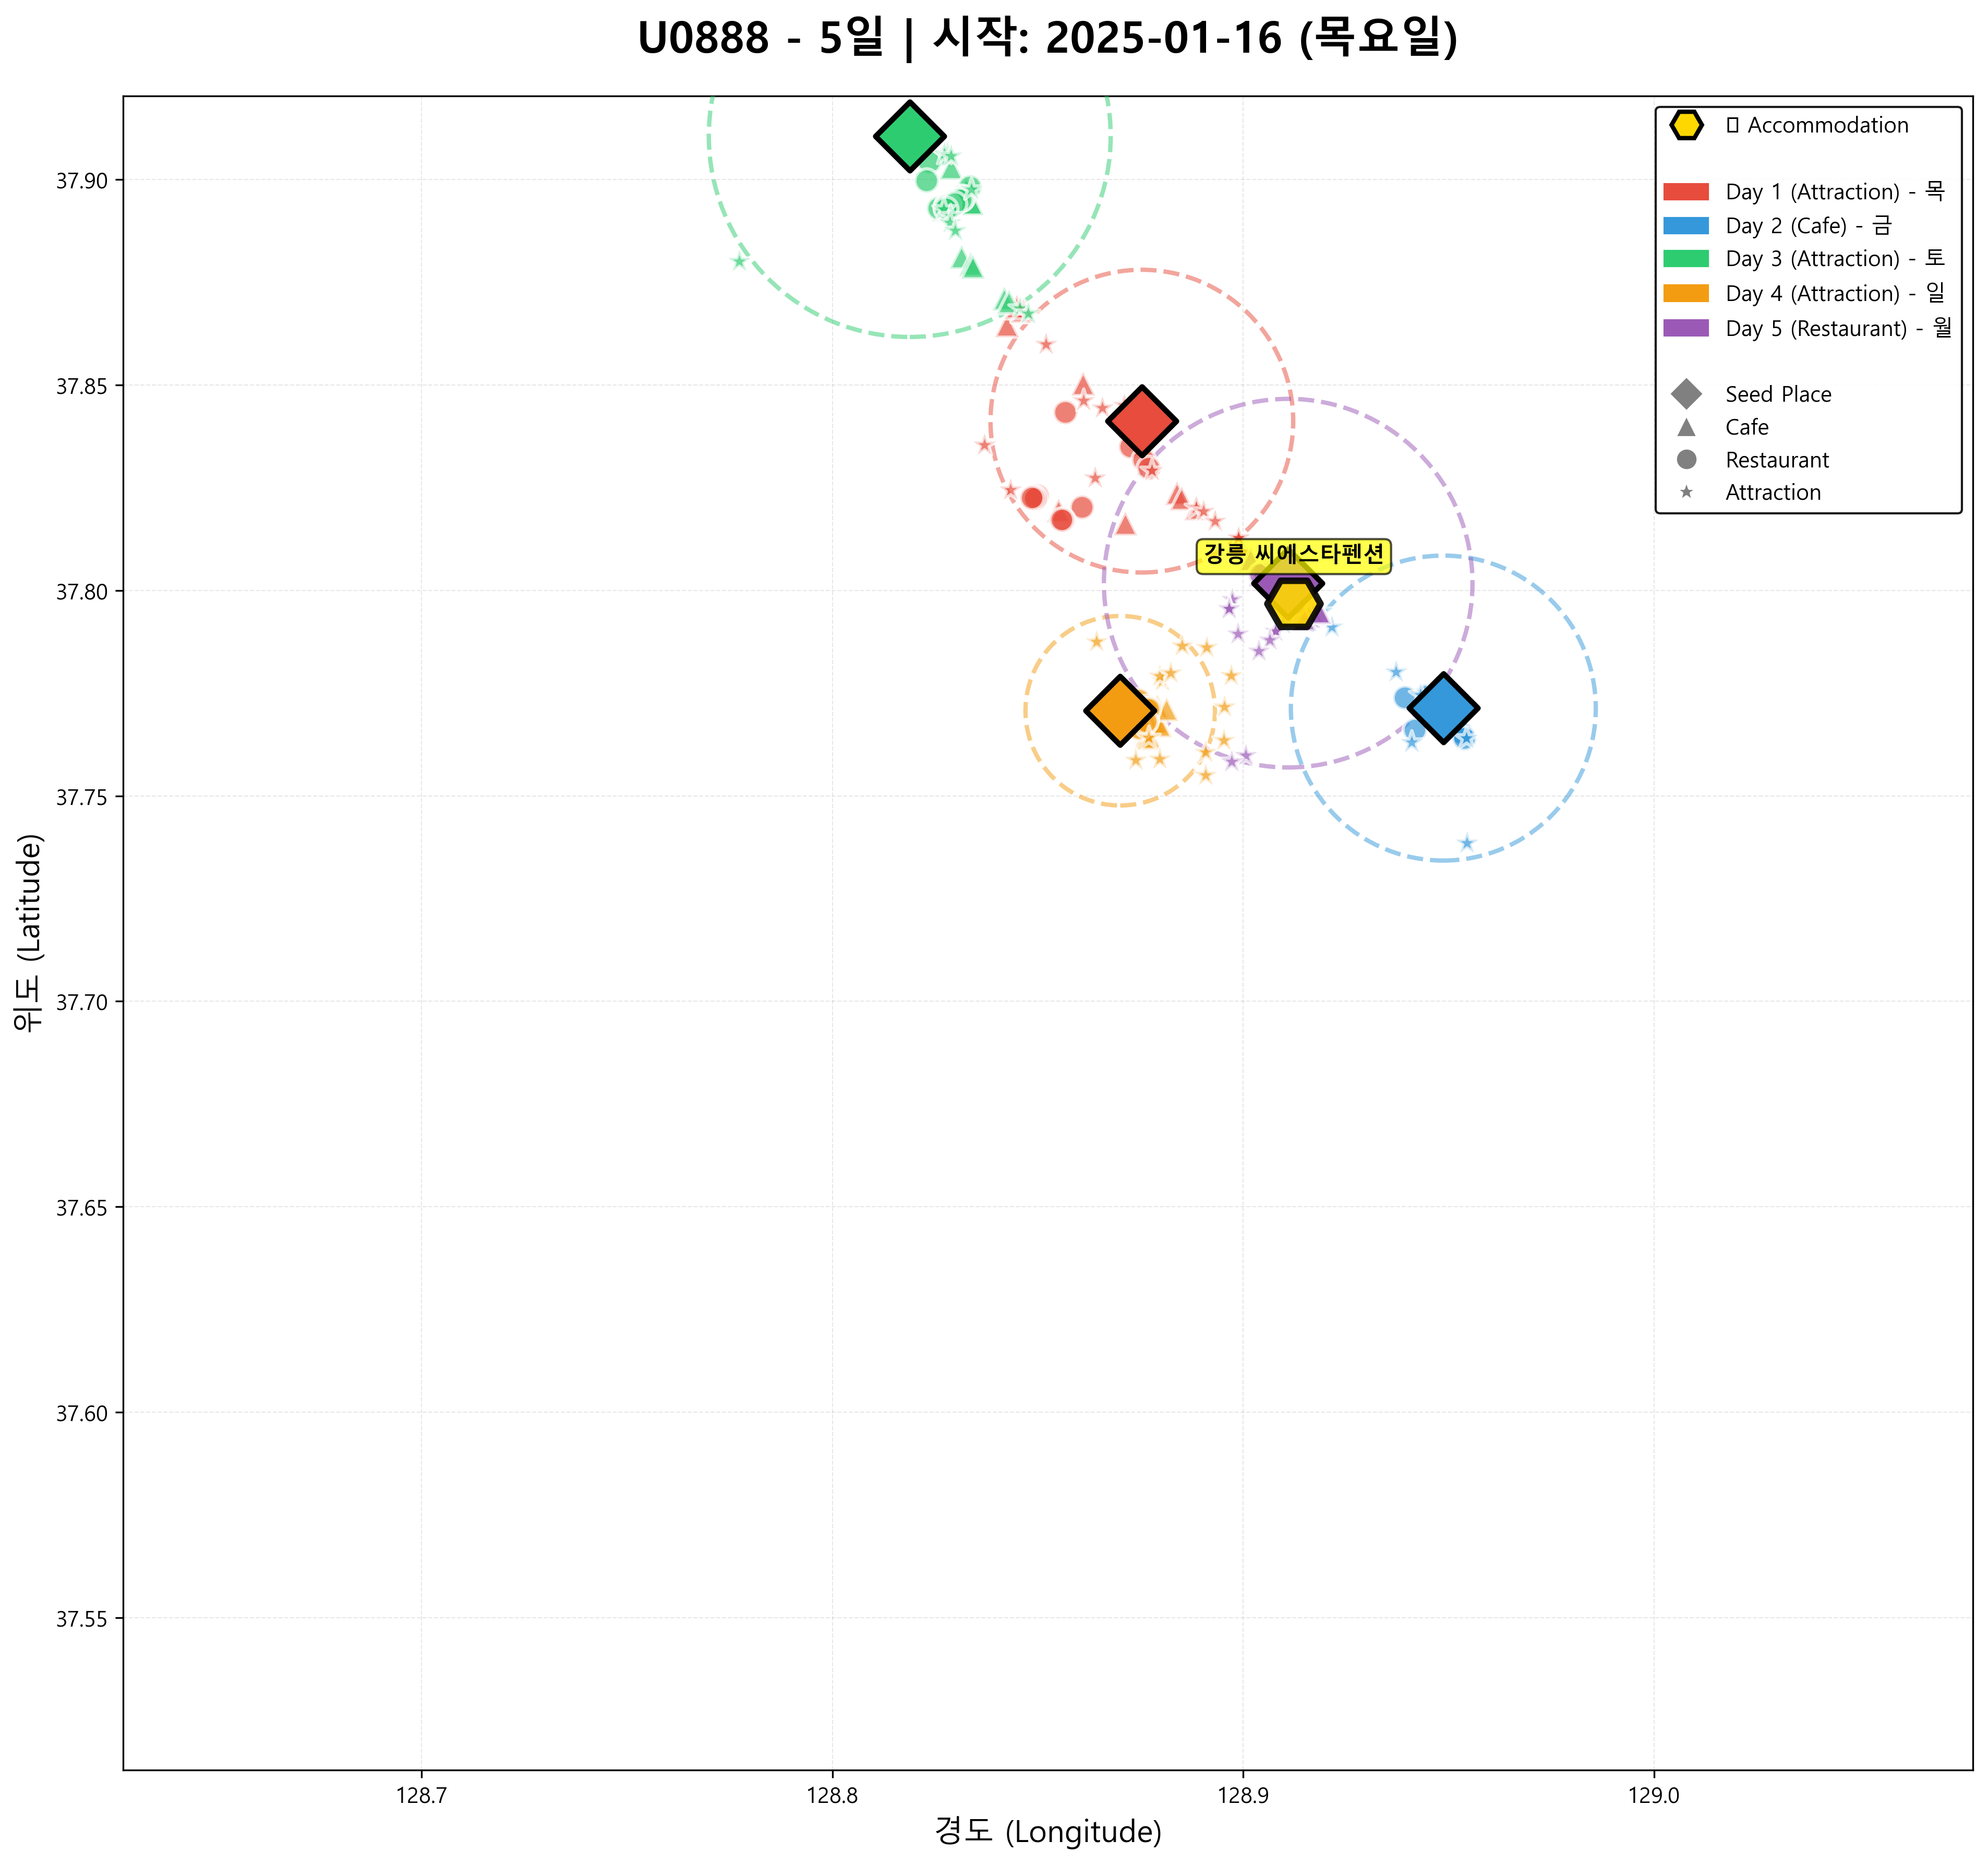 U0888 - 5일 | 시작: 2025-01-16 (목요일)
Accommodation
Day 1 (Attraction) - 목
Day 2 (Cafe) - 금
Day 3 (Attraction) - 토
Day 4 (Attraction) - 일
Day 5 (Restaurant) - 월
Seed Place
Cafe
Restaurant
Attraction
강릉 씨에스타펜션
위도 (Latitude)
37.90
37.85
37.80
37.75
37.70
37.65
37.60
37.55
128.7
128.8
128.9
129.0
경도 (Longitude)